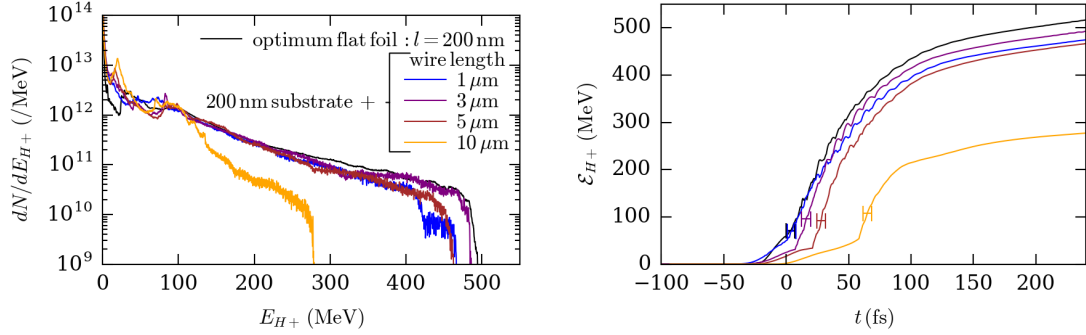 10^14
10^13
10^12
10^11
10^10
10^9
dN/dE_{H+} (/MeV)
optimum flat foil : l = 200 nm
wire length
200 nm substrate +
1 μm
3 μm
5 μm
10 μm
0 100 200 300 400 500
E_{H+} (MeV)
500
400
300
200
100
0
ℰ_{H+} (MeV)
−100 −50 0 50 100 150 200
t (fs)